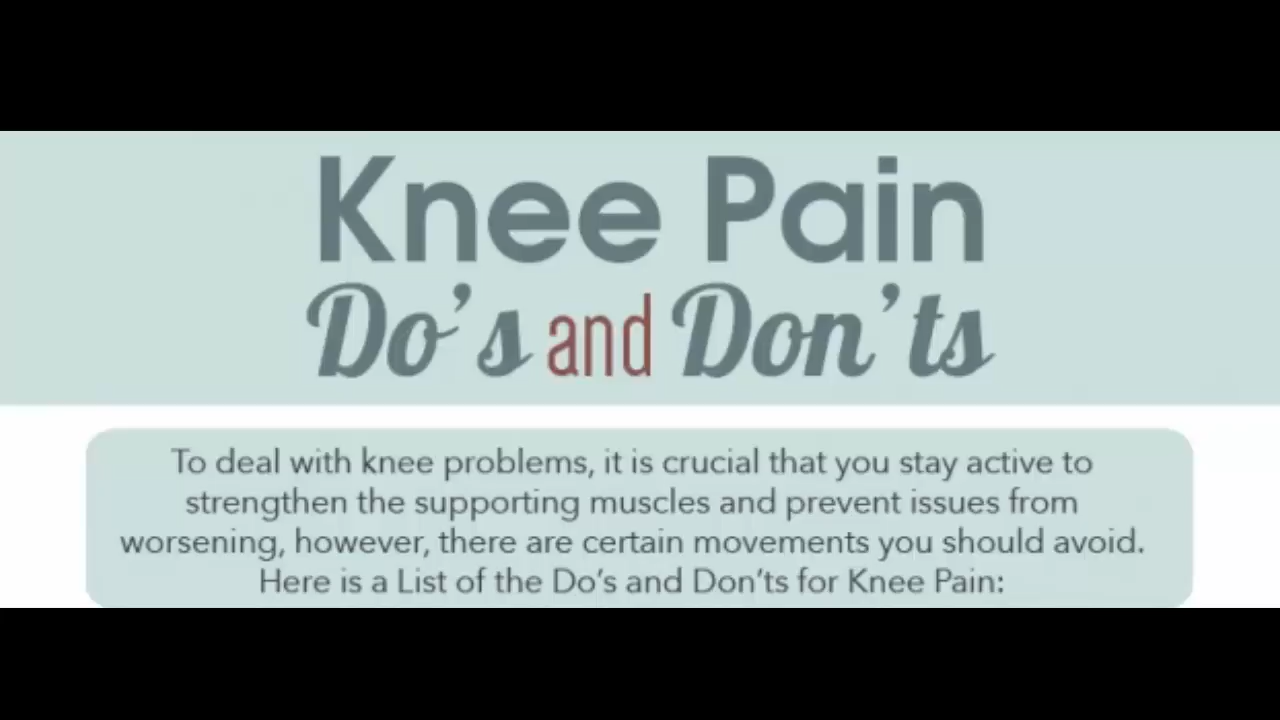 Knee Pain
Do's and Don'ts
To deal with knee problems, it is crucial that you stay active to
strengthen the supporting muscles and prevent issues from
worsening, however, there are certain movements you should avoid.
Here is a List of the Do's and Don'ts for Knee Pain: